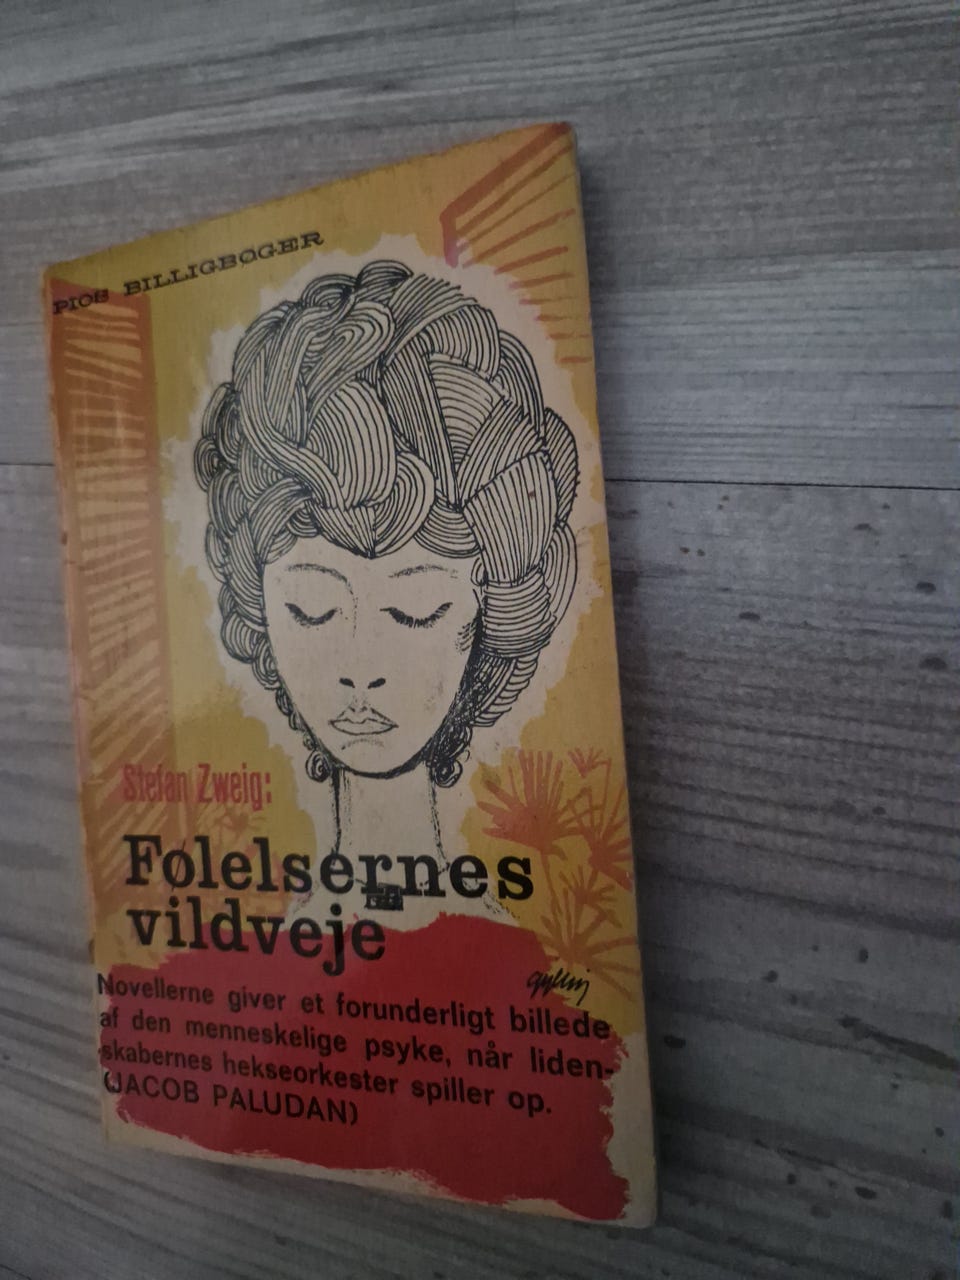 PIOS BILLIGBØGER
Stefan Zweig:
Følelsernes
vildveje
Novellerne giver et forunderligt billede
af den menneskelige psyke, når liden-
skabernes hekseorkester spiller op.
(JACOB PALUDAN)